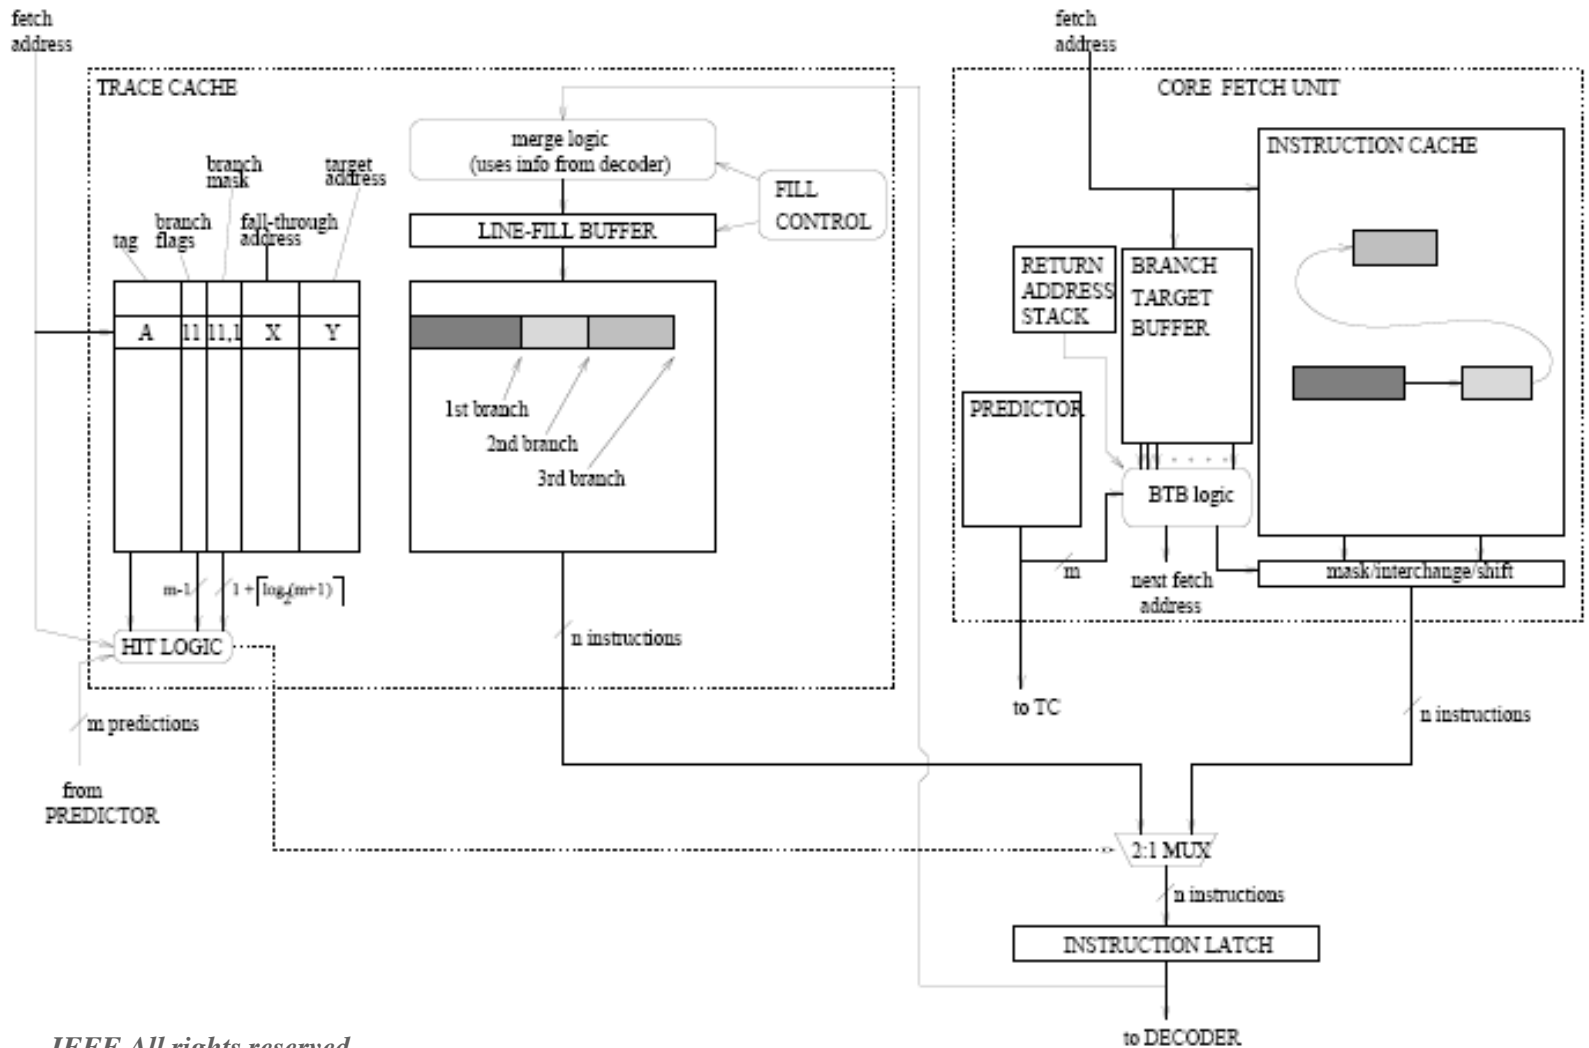 fetch
address
TRACE CACHE
merge logic
(uses info from decoder)
FILL
CONTROL
LINE-FILL BUFFER
branch
mask
target
address
branch
flags
fall-through
address
tag
A
11
11,1
X
Y
1st branch
2nd branch
3rd branch
m-1
1 + ⌈log2(m+1)⌉
HIT LOGIC
n instructions
m predictions
from
PREDICTOR
fetch
address
CORE FETCH UNIT
INSTRUCTION CACHE
RETURN
ADDRESS
STACK
BRANCH
TARGET
BUFFER
PREDICTOR
BTB logic
m
next fetch
address
mask/interchange/shift
to TC
n instructions
2:1 MUX
n instructions
INSTRUCTION LATCH
to DECODER
IEEE All rights reserved